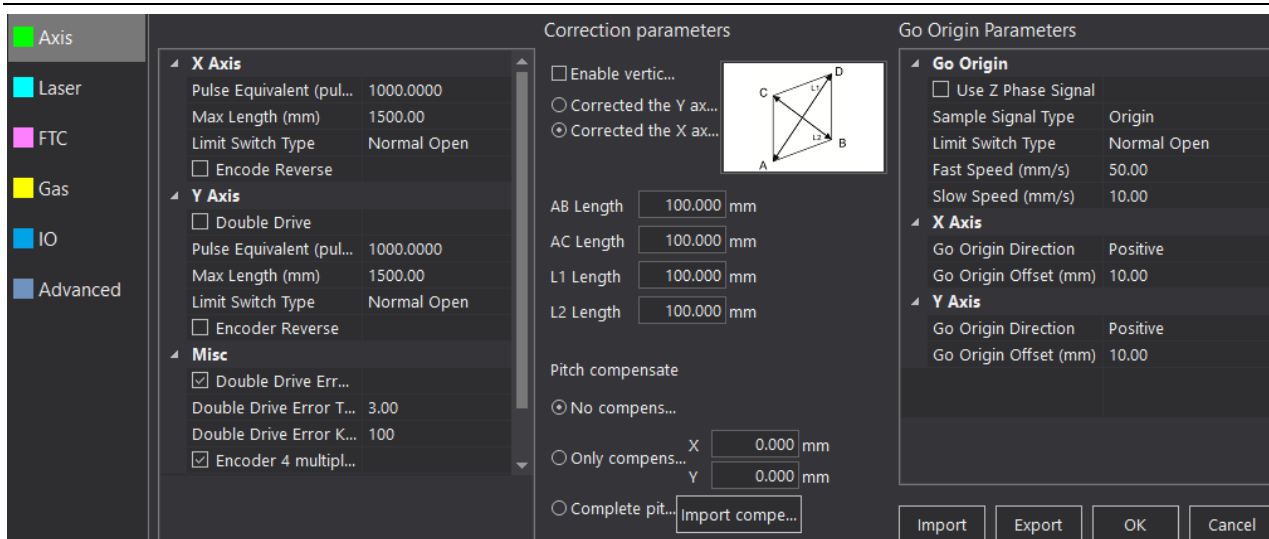 Axis
Laser
FTC
Gas
IO
Advanced
X Axis
Pulse Equivalent (pul... 1000.0000
Max Length (mm) 1500.00
Limit Switch Type Normal Open
Encode Reverse
Y Axis
Double Drive
Pulse Equivalent (pul... 1000.0000
Max Length (mm) 1500.00
Limit Switch Type Normal Open
Encoder Reverse
Misc
Double Drive Err...
Double Drive Error T... 3.00
Double Drive Error K... 100
Encoder 4 multipl...
Correction parameters
Enable vertic...
Corrected the Y ax...
Corrected the X ax...
D
C
L1
L2
B
A
AB Length 100.000 mm
AC Length 100.000 mm
L1 Length 100.000 mm
L2 Length 100.000 mm
Pitch compensate
No compens...
Only compens...
X 0.000 mm
Y 0.000 mm
Complete pit... Import compe...
Go Origin Parameters
Go Origin
Use Z Phase Signal
Sample Signal Type Origin
Limit Switch Type Normal Open
Fast Speed (mm/s) 50.00
Slow Speed (mm/s) 10.00
X Axis
Go Origin Direction Positive
Go Origin Offset (mm) 10.00
Y Axis
Go Origin Direction Positive
Go Origin Offset (mm) 10.00
Import Export OK Cancel